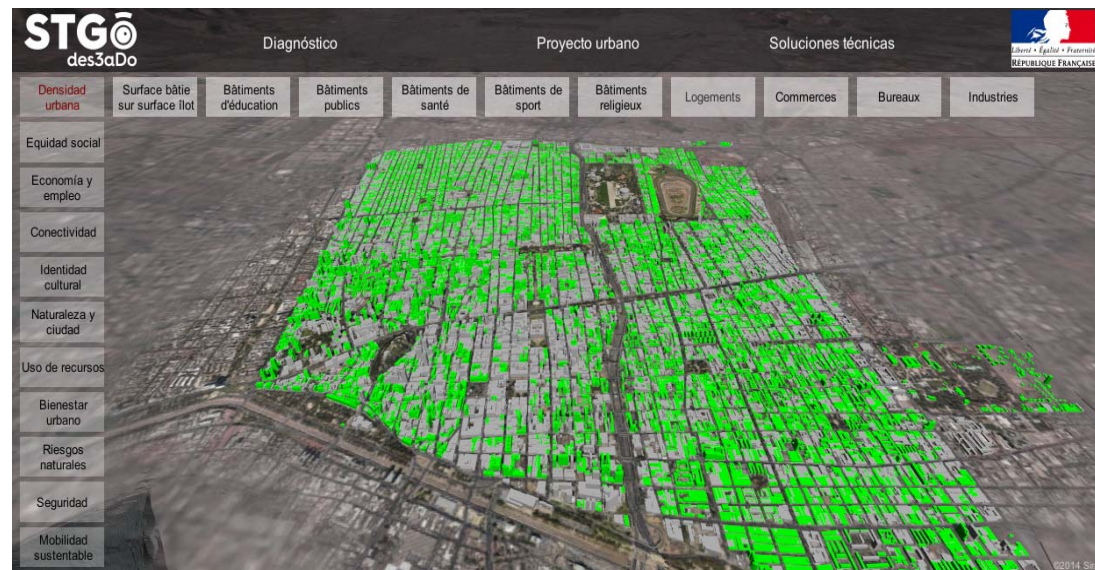 STGO
des3aDo
Diagnóstico
Proyecto urbano
Soluciones técnicas
Liberté • Égalité • Fraternité
RÉPUBLIQUE FRANÇAISE
Densidad
urbana
Surface bâtie
sur surface îlot
Bâtiments
d'éducation
Bâtiments
publics
Bâtiments de
santé
Bâtiments de
sport
Bâtiments
religieux
Logements
Commerces
Bureaux
Industries
Equidad social
Economía y
empleo
Conectividad
Identidad
cultural
Naturaleza y
ciudad
Uso de recursos
Bienestar
urbano
Riesgos
naturales
Seguridad
Mobilidad
sustentable
©2014